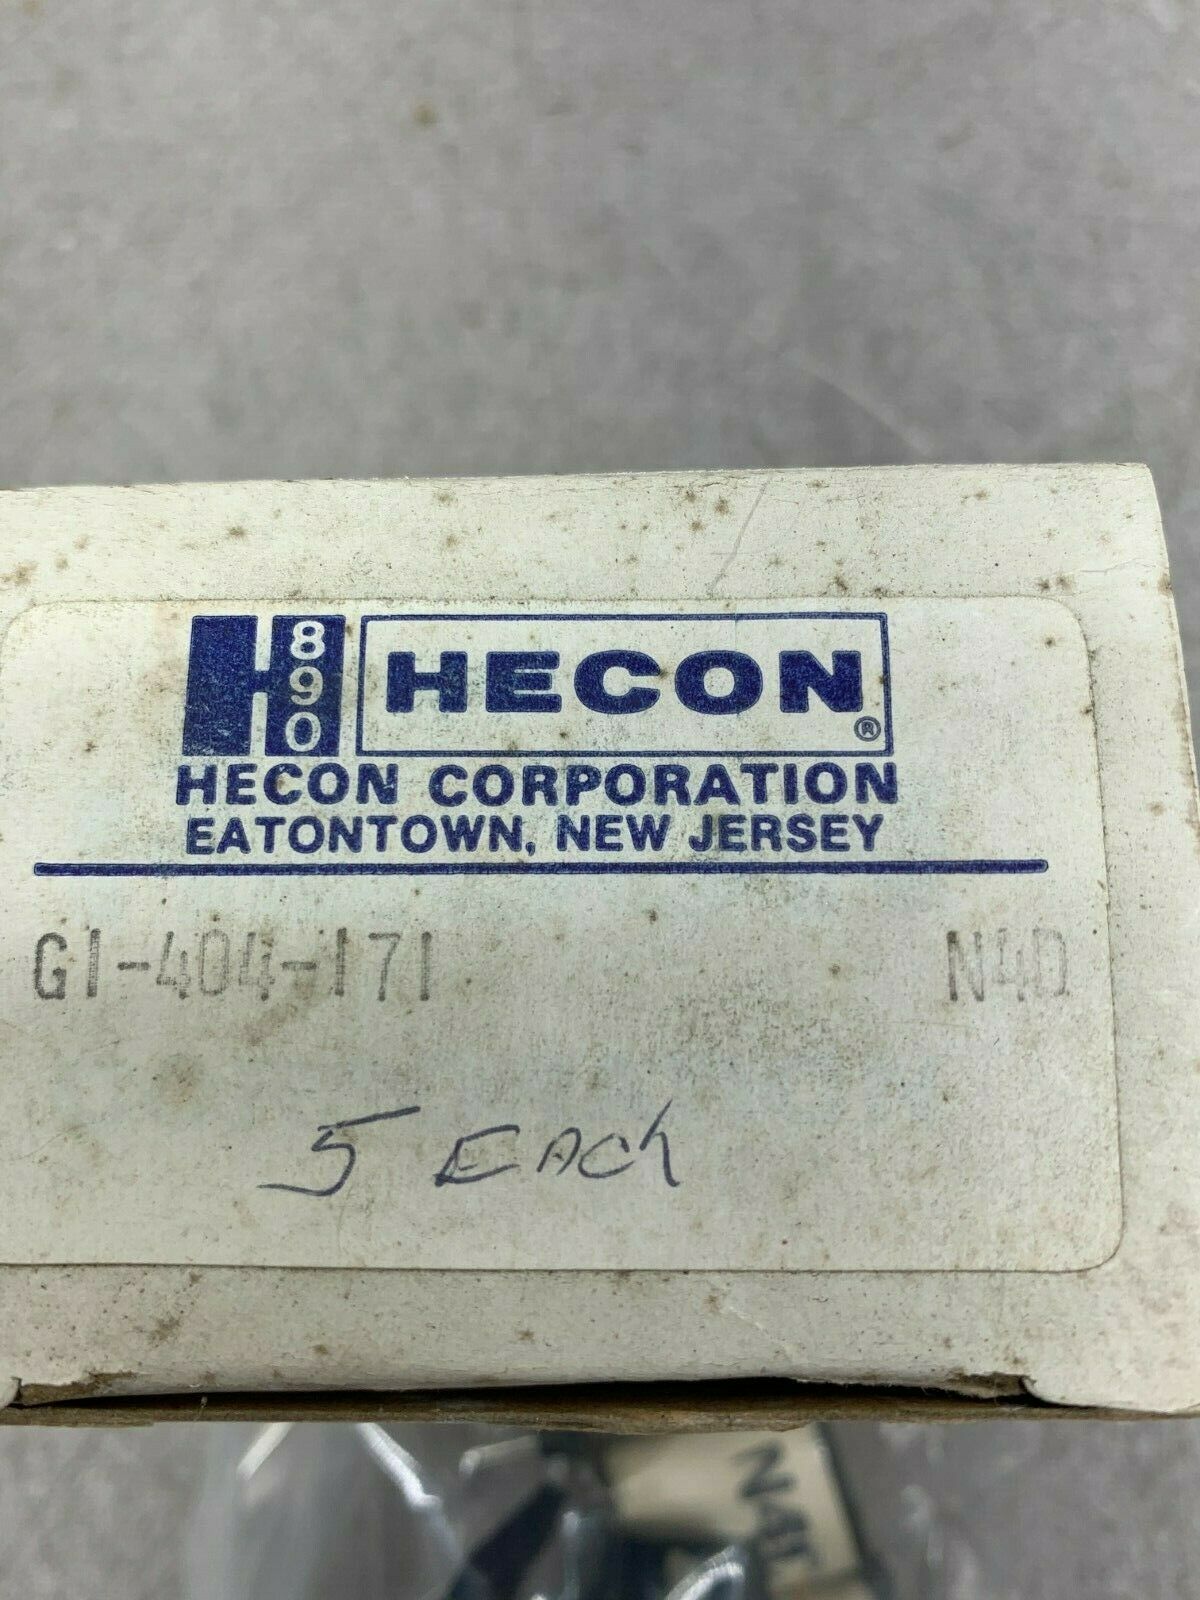 H 890 HECON®
HECON CORPORATION
EATONTOWN, NEW JERSEY
G1-404-171 N4D
5 EACH